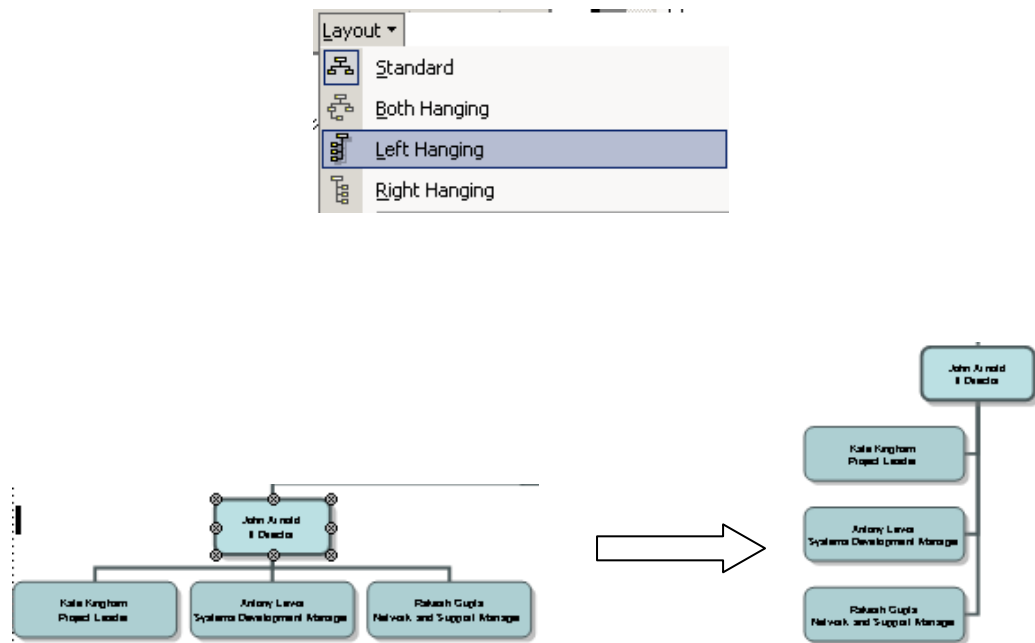 Layout
Standard
Both Hanging
Left Hanging
Right Hanging
John Arnold
IT Director
John Arnold
IT Director
Kate Kingham
Project Leader
Kate Kingham
Project Leader
Antony
Systems Development Manager
Rakesh Gupta
Network and Support Manager
Antony
Systems Development Manager
Rakesh Gupta
Network and Support Manager